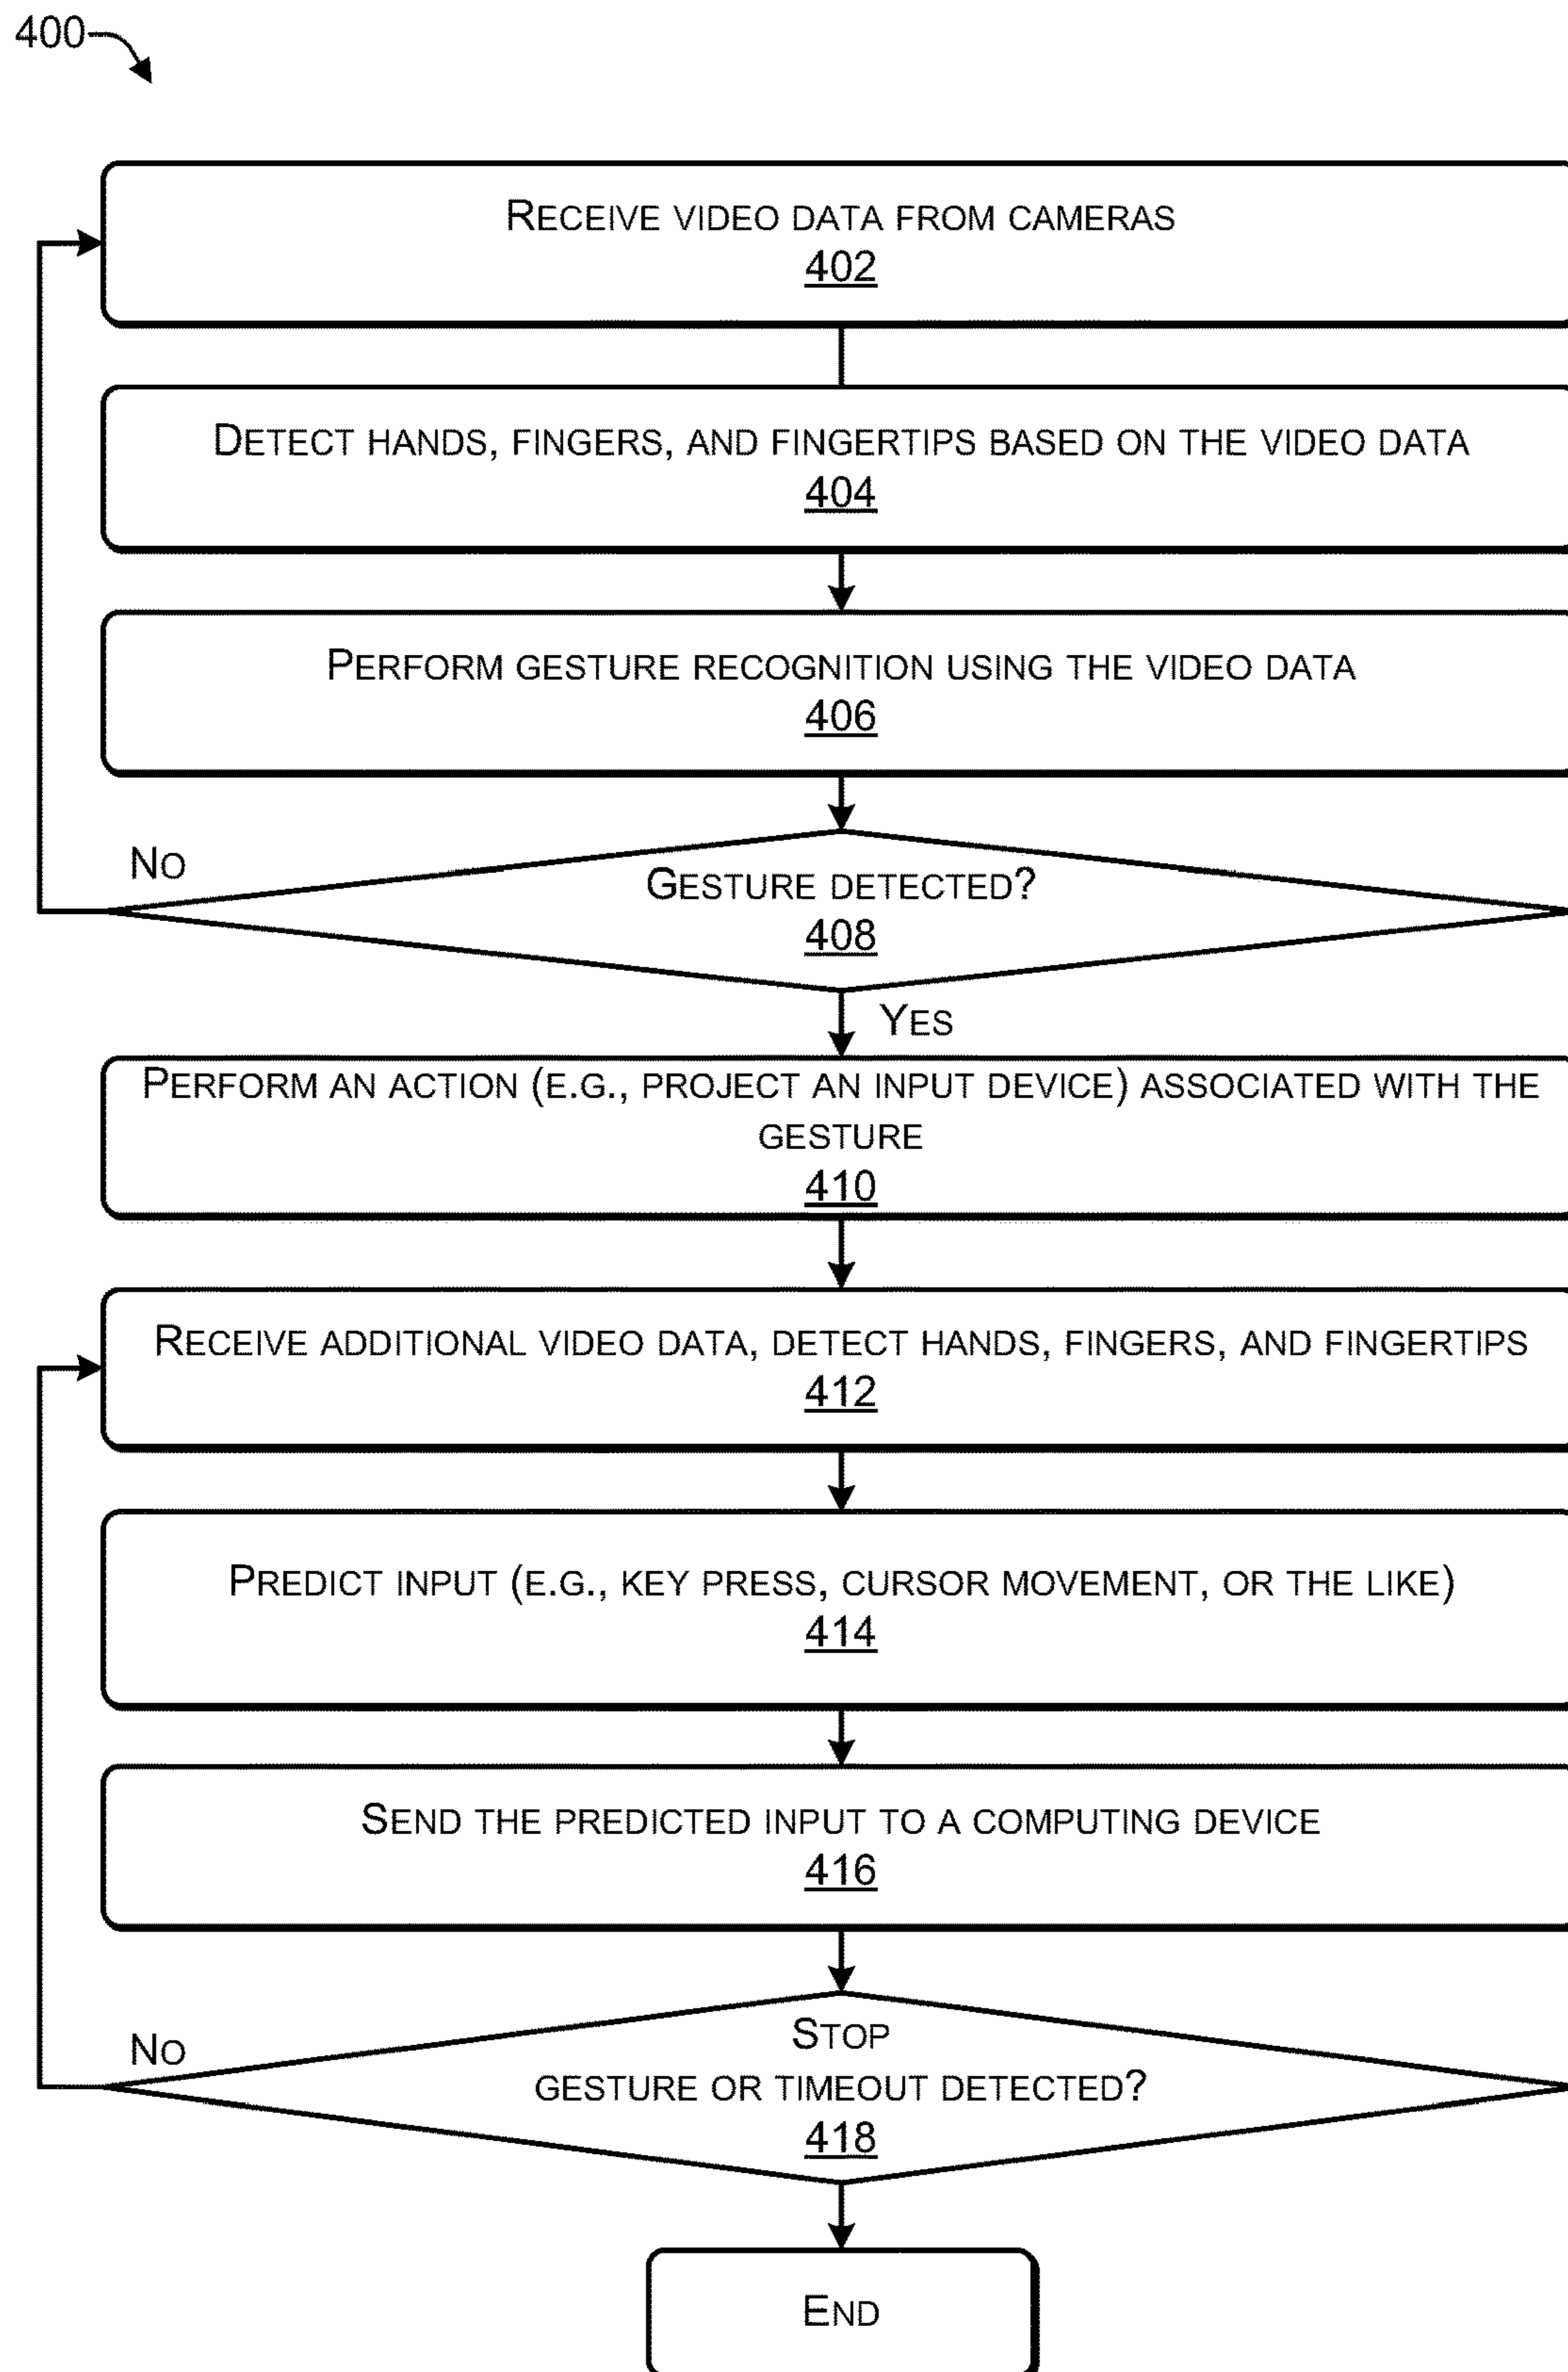 400
RECEIVE VIDEO DATA FROM CAMERAS
402
DETECT HANDS, FINGERS, AND FINGERTIPS BASED ON THE VIDEO DATA
404
PERFORM GESTURE RECOGNITION USING THE VIDEO DATA
406
NO
GESTURE DETECTED?
408
YES
PERFORM AN ACTION (E.G., PROJECT AN INPUT DEVICE) ASSOCIATED WITH THE
GESTURE
410
RECEIVE ADDITIONAL VIDEO DATA, DETECT HANDS, FINGERS, AND FINGERTIPS
412
PREDICT INPUT (E.G., KEY PRESS, CURSOR MOVEMENT, OR THE LIKE)
414
SEND THE PREDICTED INPUT TO A COMPUTING DEVICE
416
NO
STOP
GESTURE OR TIMEOUT DETECTED?
418
END